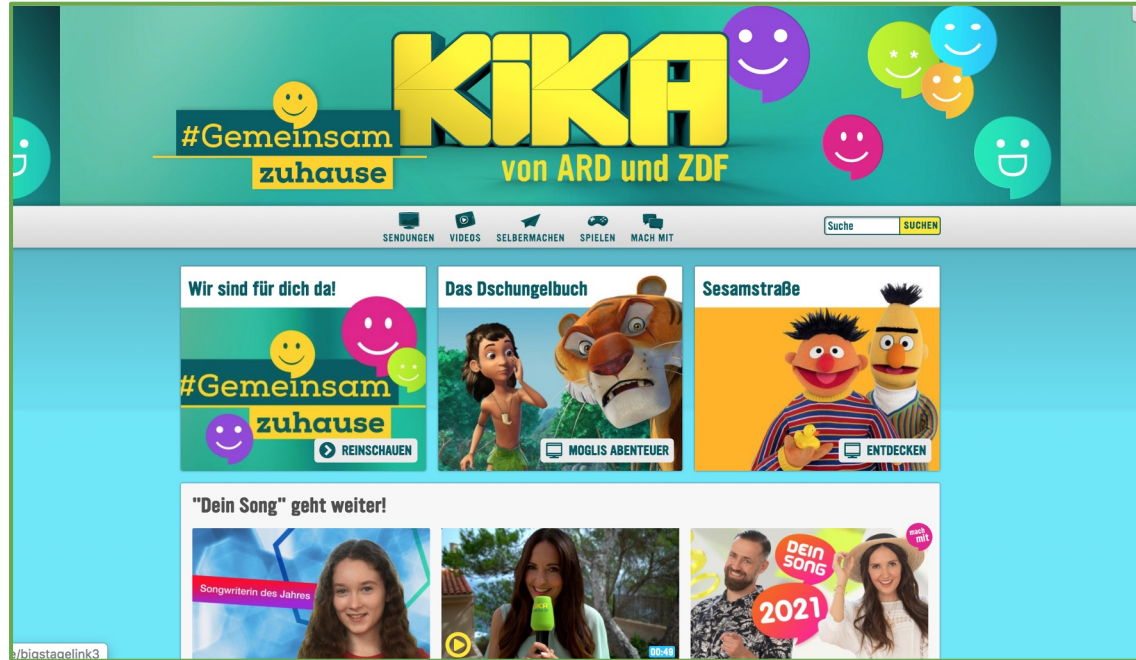 KiKA
#Gemeinsam
zuhause
von ARD und ZDF
SENDUNGEN
VIDEOS
SELBERMACHEN
SPIELEN
MACH MIT
Suche
SUCHEN
Wir sind für dich da!
#Gemeinsam
zuhause
REINSCHAUEN
Das Dschungelbuch
MOGLIS ABENTEUER
Sesamstraße
ENTDECKEN
"Dein Song" geht weiter!
Songwriterin des Jahres
00:49
mach
mit
DEIN
SONG
2021
e/bigstagelink3